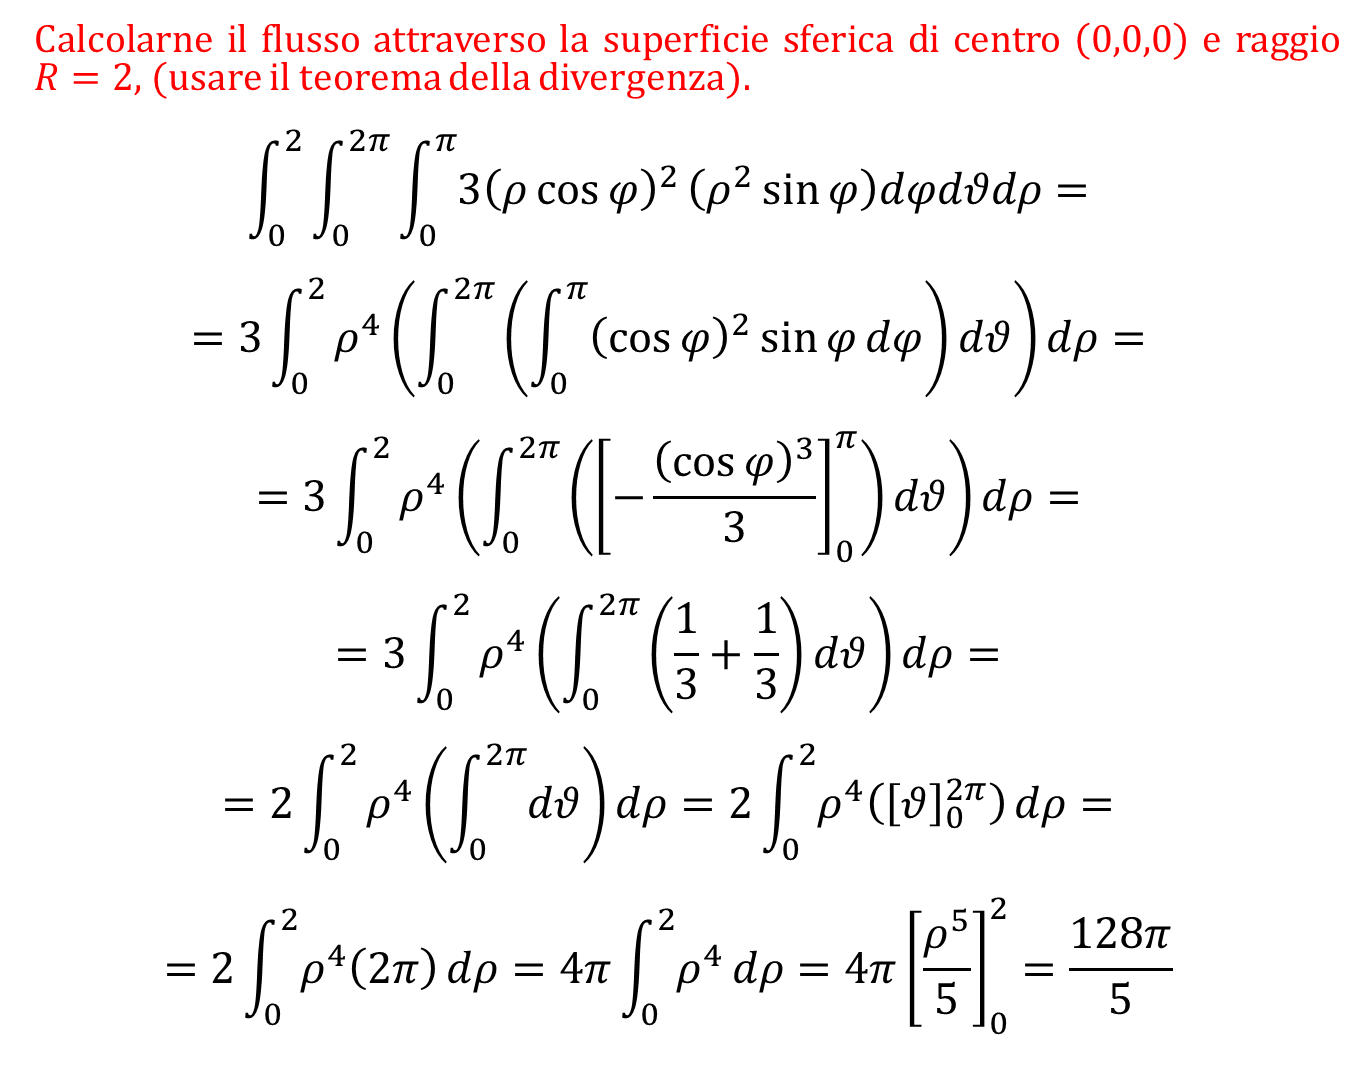 Calcolarne il flusso attraverso la superficie sferica di centro (0,0,0) e raggio
R = 2, (usare il teorema della divergenza).
∫₀² ∫₀^{2π} ∫₀^π 3(ρ cos φ)² (ρ² sin φ)dφdϑdρ =
= 3 ∫₀² ρ⁴ (∫₀^{2π} (∫₀^π (cos φ)² sin φ dφ) dϑ) dρ =
= 3 ∫₀² ρ⁴ (∫₀^{2π} ([−(cos φ)³/3]₀^π) dϑ) dρ =
= 3 ∫₀² ρ⁴ (∫₀^{2π} (1/3 + 1/3) dϑ) dρ =
= 2 ∫₀² ρ⁴ (∫₀^{2π} dϑ) dρ = 2 ∫₀² ρ⁴([ϑ]₀^{2π}) dρ =
= 2 ∫₀² ρ⁴(2π) dρ = 4π ∫₀² ρ⁴ dρ = 4π [ρ⁵/5]₀² = 128π/5